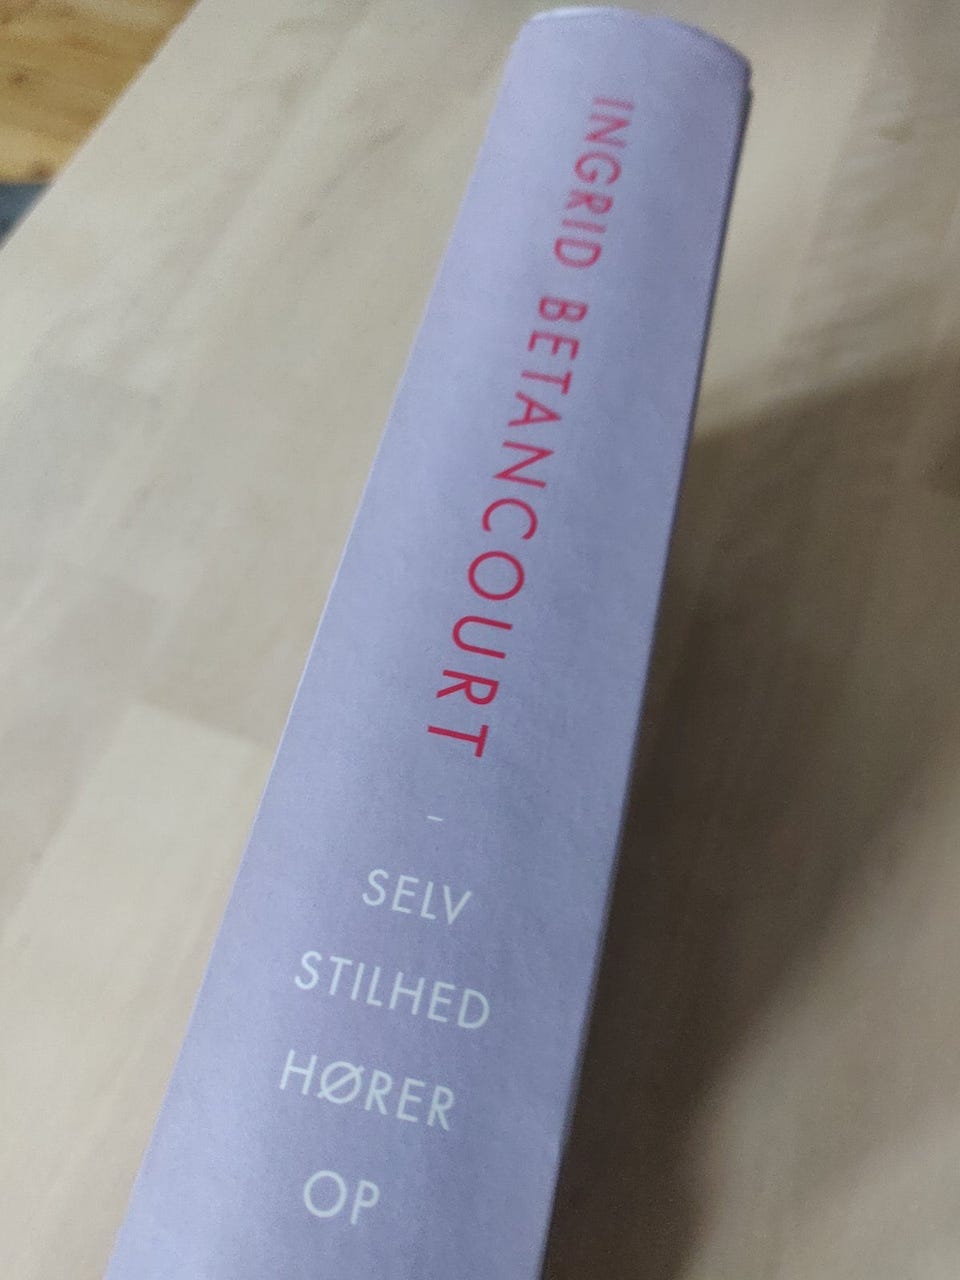 INGRID BETANCOURT
–
SELV
STILHED
HØRER
OP